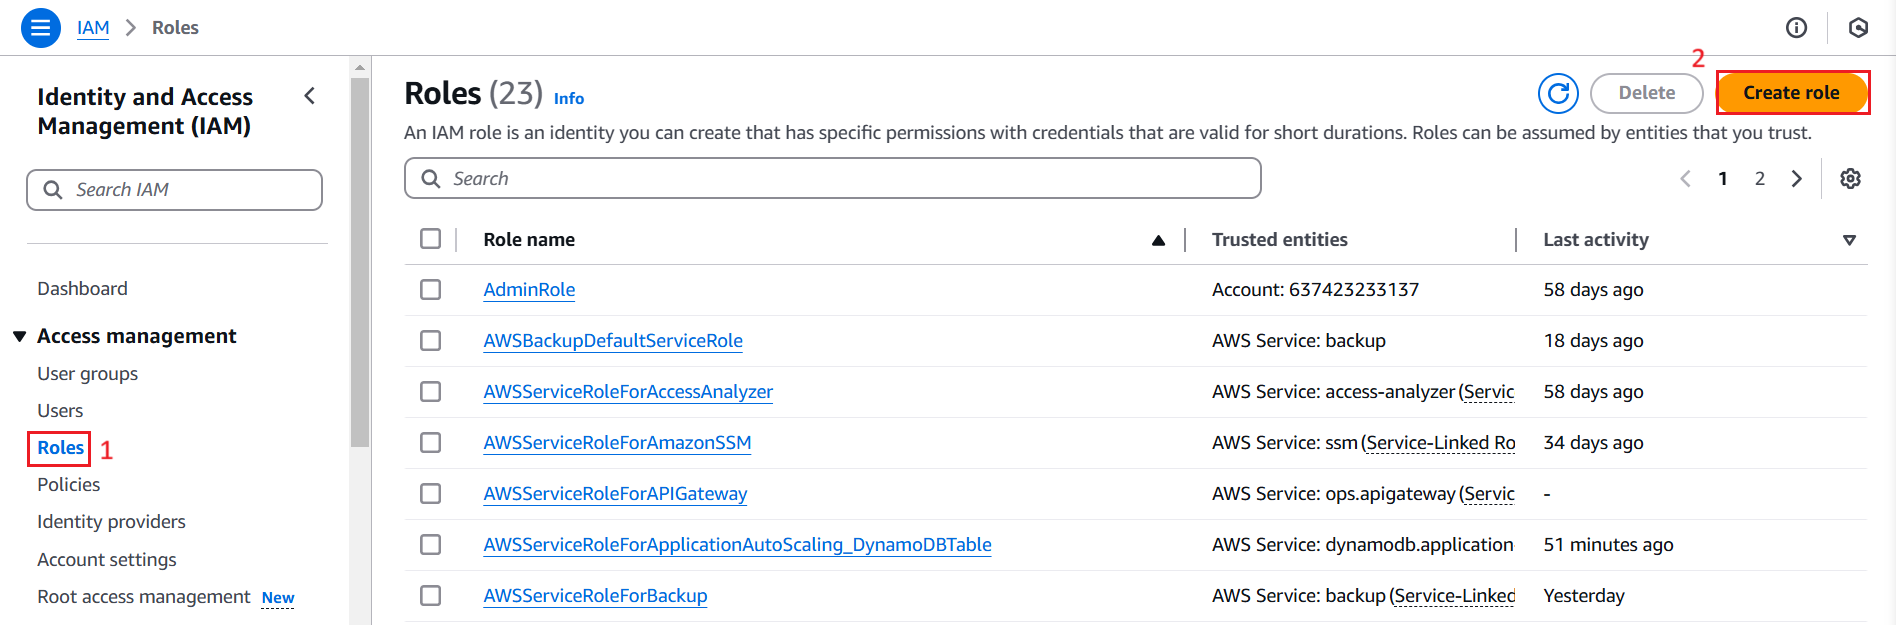 IAM > Roles
Identity and Access
Management (IAM)
Search IAM
Dashboard
Access management
User groups
Users
Roles 1
Policies
Identity providers
Account settings
Root access management New
Roles (23) Info
2
Delete
Create role
An IAM role is an identity you can create that has specific permissions with credentials that are valid for short durations. Roles can be assumed by entities that you trust.
Search
1 2
Role name Trusted entities Last activity
AdminRole Account: 637423233137 58 days ago
AWSBackupDefaultServiceRole AWS Service: backup 18 days ago
AWSServiceRoleForAccessAnalyzer AWS Service: access-analyzer (Servic 58 days ago
AWSServiceRoleForAmazonSSM AWS Service: ssm (Service-Linked Ro 34 days ago
AWSServiceRoleForAPIGateway AWS Service: ops.apigateway (Servic -
AWSServiceRoleForApplicationAutoScaling_DynamoDBTable AWS Service: dynamodb.application- 51 minutes ago
AWSServiceRoleForBackup AWS Service: backup (Service-Linked Yesterday